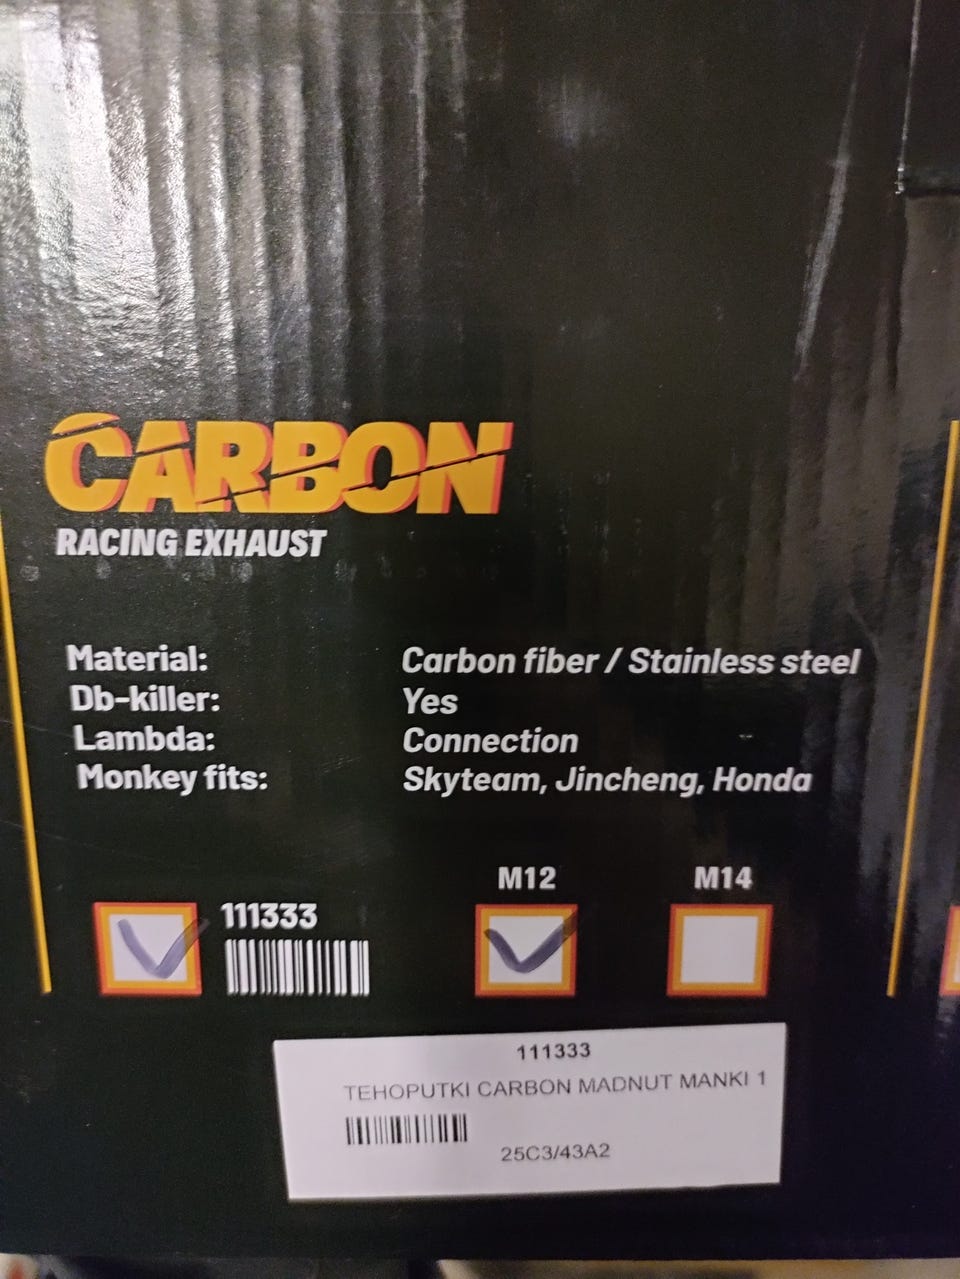 CARBON
RACING EXHAUST
Material: Carbon fiber / Stainless steel
Db-killer: Yes
Lambda: Connection
Monkey fits: Skyteam, Jincheng, Honda
M12 M14
111333
111333
TEHOPUTKI CARBON MADNUT MANKI 1
25C3/43A2